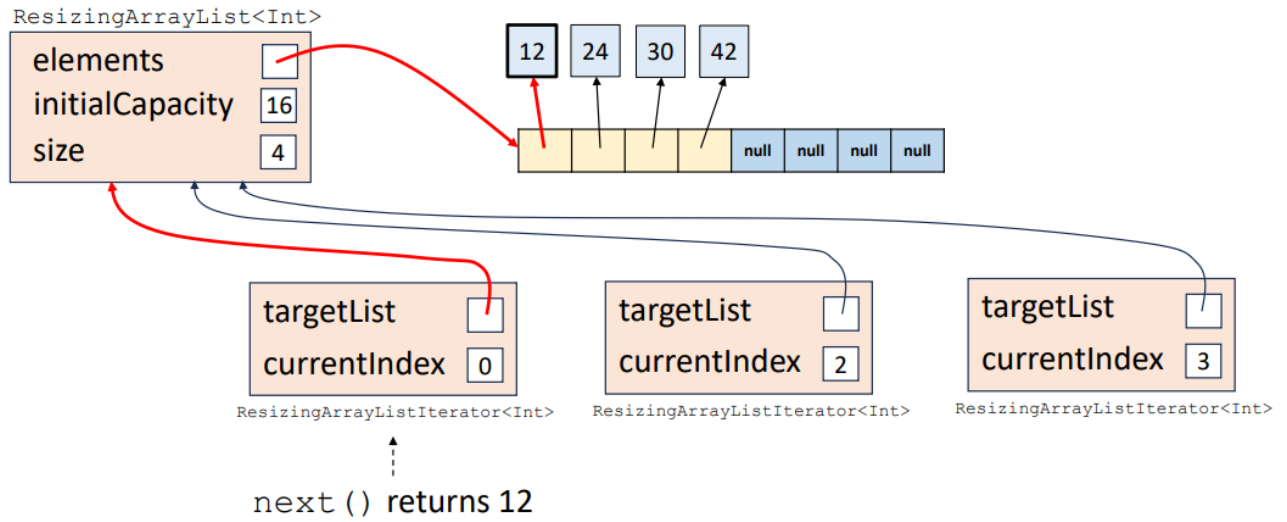 ResizingArrayList<Int>
elements
initialCapacity 16
size 4
12 24 30 42
null null null null
targetList
currentIndex 0
ResizingArrayListIterator<Int>
targetList
currentIndex 2
ResizingArrayListIterator<Int>
targetList
currentIndex 3
ResizingArrayListIterator<Int>
next() returns 12